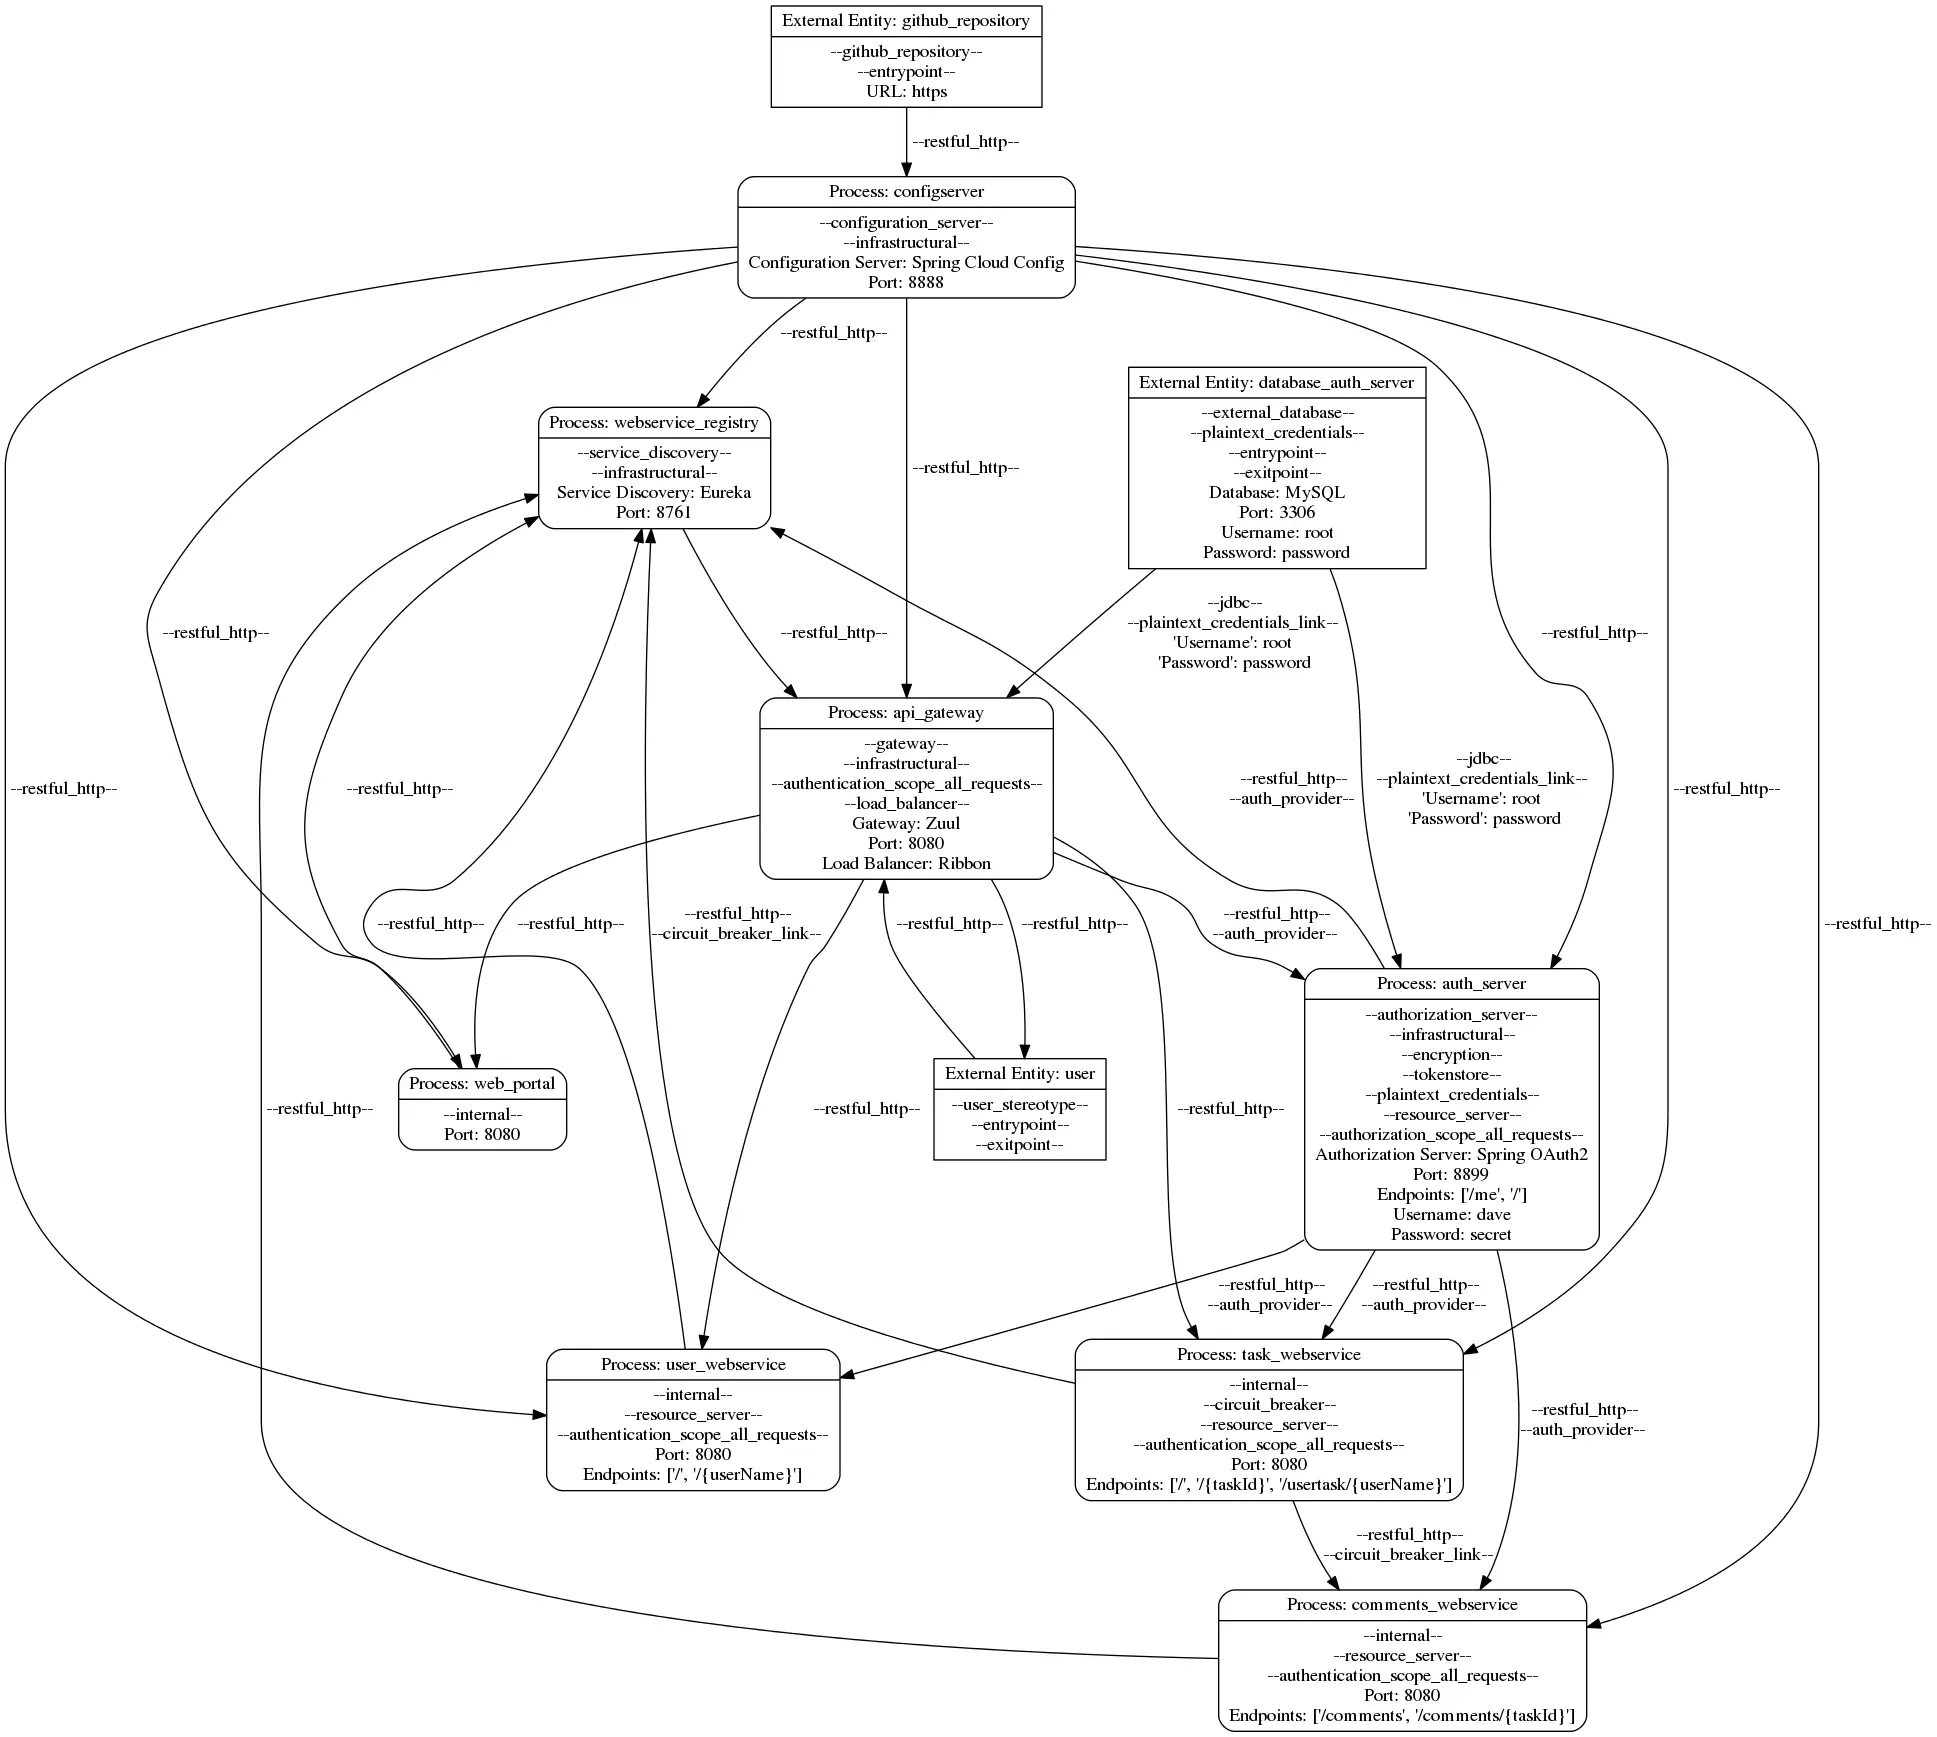 External Entity: github_repository
--github_repository--
--entrypoint--
URL: https
--restful_http--
Process: configserver
--configuration_server--
--infrastructural--
Configuration Server: Spring Cloud Config
Port: 8888
--restful_http--
External Entity: database_auth_server
--external_database--
--plaintext_credentials--
--entrypoint--
--exitpoint--
Database: MySQL
Port: 3306
Username: root
Password: password
Process: webservice_registry
--service_discovery--
--infrastructural--
Service Discovery: Eureka
Port: 8761
--restful_http--
--restful_http--
--restful_http--
--jdbc--
--plaintext_credentials_link--
'Username': root
'Password': password
--restful_http--
Process: api_gateway
--gateway--
--infrastructural--
--authentication_scope_all_requests--
--load_balancer--
Gateway: Zuul
Port: 8080
Load Balancer: Ribbon
--restful_http--
--restful_http--
--restful_http--
--auth_provider--
--jdbc--
--plaintext_credentials_link--
'Username': root
'Password': password
--restful_http--
--restful_http--
--restful_http--
--restful_http--
--circuit_breaker_link--
--restful_http--
--restful_http--
--restful_http--
--auth_provider--
--restful_http--
Process: auth_server
--authorization_server--
--infrastructural--
--encryption--
--tokenstore--
--plaintext_credentials--
--resource_server--
--authorization_scope_all_requests--
Authorization Server: Spring OAuth2
Port: 8899
Endpoints: ['/me', '/']
Username: dave
Password: secret
Process: web_portal
--internal--
Port: 8080
External Entity: user
--user_stereotype--
--entrypoint--
--exitpoint--
--restful_http--
--restful_http--
--restful_http--
--restful_http--
--auth_provider--
--restful_http--
--auth_provider--
Process: user_webservice
--internal--
--resource_server--
--authentication_scope_all_requests--
Port: 8080
Endpoints: ['/', '/{userName}']
Process: task_webservice
--internal--
--circuit_breaker--
--resource_server--
--authentication_scope_all_requests--
Port: 8080
Endpoints: ['/', '/{taskId}', '/usertask/{userName}']
--restful_http--
--auth_provider--
--restful_http--
--circuit_breaker_link--
Process: comments_webservice
--internal--
--resource_server--
--authentication_scope_all_requests--
Port: 8080
Endpoints: ['/comments', '/comments/{taskId}']